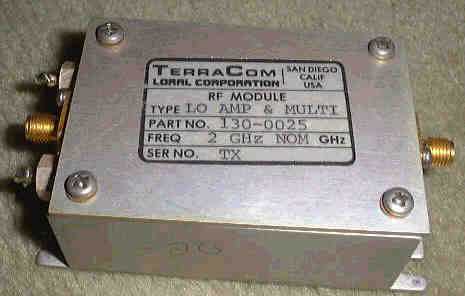 TERRACOM
LORAL CORPORATION
SAN DIEGO
CALIF
USA
RF MODULE
TYPE LO AMP & MULTI
PART NO. 130-0025
FREQ 2 GHz NOM GHz
SER NO. TX